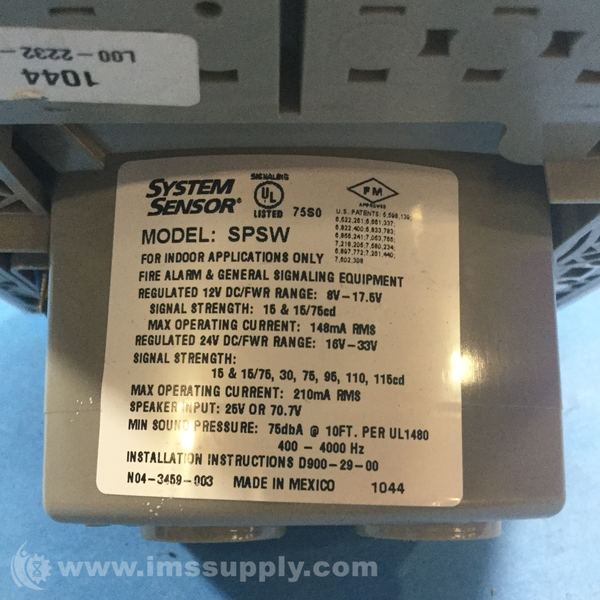 1044
L00-2232-
SYSTEM SENSOR®
SIGNALING
UL
LISTED 75S0
FM
APPROVED
U.S. PATENTS: 5,598,139;
MODEL: SPSW
FOR INDOOR APPLICATIONS ONLY
FIRE ALARM & GENERAL SIGNALING EQUIPMENT
REGULATED 12V DC/FWR RANGE: 8V-17.5V
SIGNAL STRENGTH: 15 & 15/75cd
MAX OPERATING CURRENT: 148mA RMS
REGULATED 24V DC/FWR RANGE: 16V-33V
SIGNAL STRENGTH:
15 & 15/75, 30, 75, 95, 110, 115cd
MAX OPERATING CURRENT: 210mA RMS
SPEAKER INPUT: 25V OR 70.7V
MIN SOUND PRESSURE: 75dbA @ 10FT. PER UL1480
400 - 4000 Hz
INSTALLATION INSTRUCTIONS D900-29-00
N04-3459-003 MADE IN MEXICO 1044
www.imssupply.com